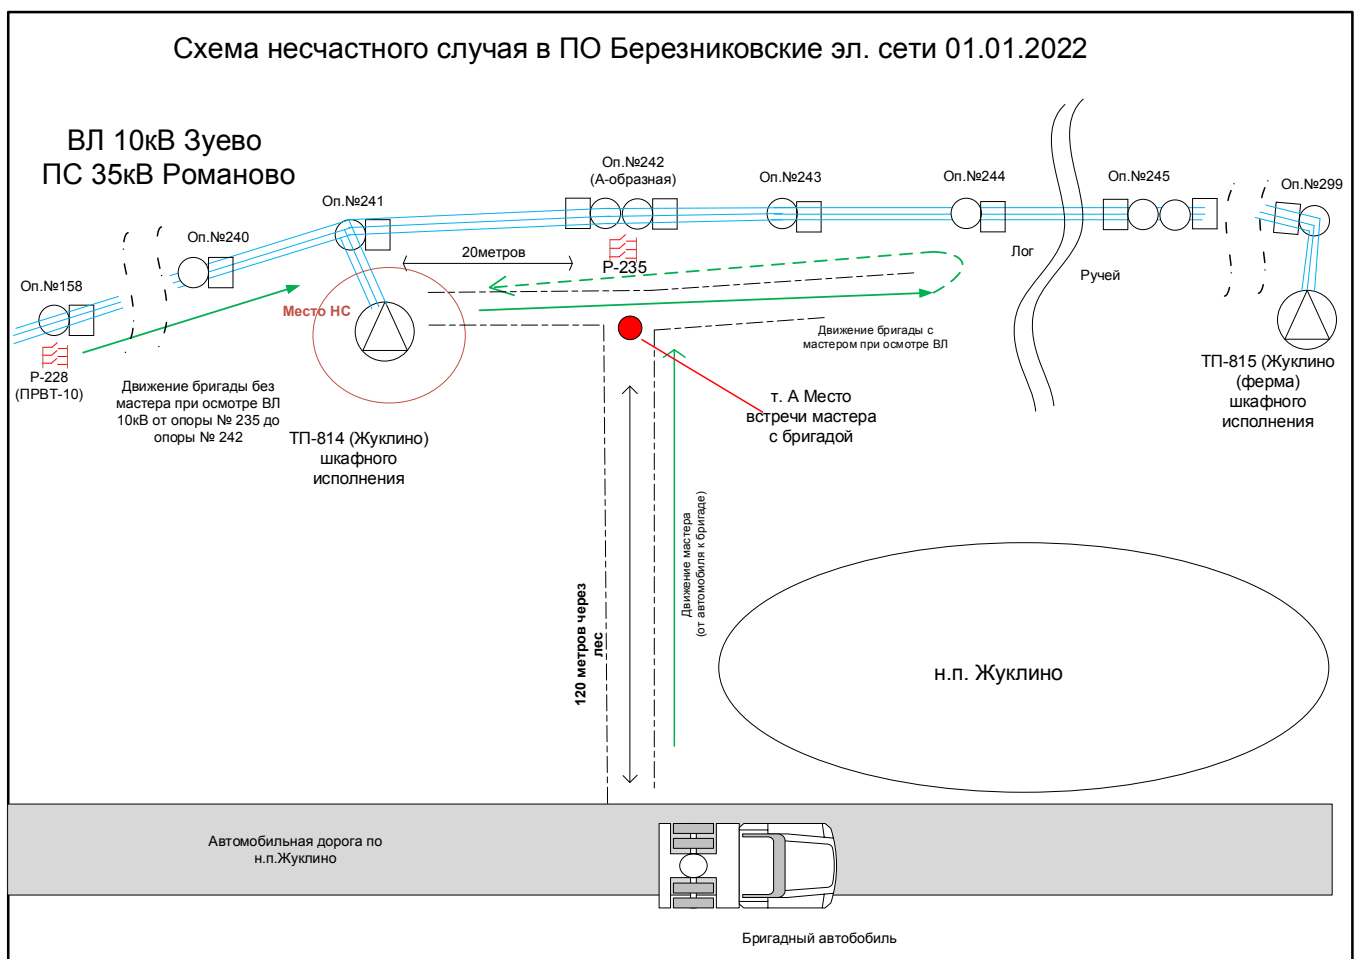 Схема несчастного случая в ПО Березниковские эл. сети 01.01.2022
ВЛ 10кВ Зуево
ПС 35кВ Романово
Оп.№158
Оп.№240
Оп.№241
Оп.№242
(А-образная)
Оп.№243
Оп.№244
Оп.№245
Оп.№299
20метров
Р-235
Лог
Ручей
Место НС
Р-228
(ПРВТ-10)
Движение бригады без
мастера при осмотре ВЛ
10кВ от опоры № 235 до
опоры № 242
ТП-814 (Жуклино)
шкафного
исполнения
Движение бригады с
мастером при осмотре ВЛ
т. А Место
встречи мастера
с бригадой
ТП-815 (Жуклино
(ферма)
шкафного
исполнения
120 метров через
лес
Движение мастера
(от автомобиля к бригаде)
н.п. Жуклино
Автомобильная дорога по
н.п.Жуклино
Бригадный автобобиль